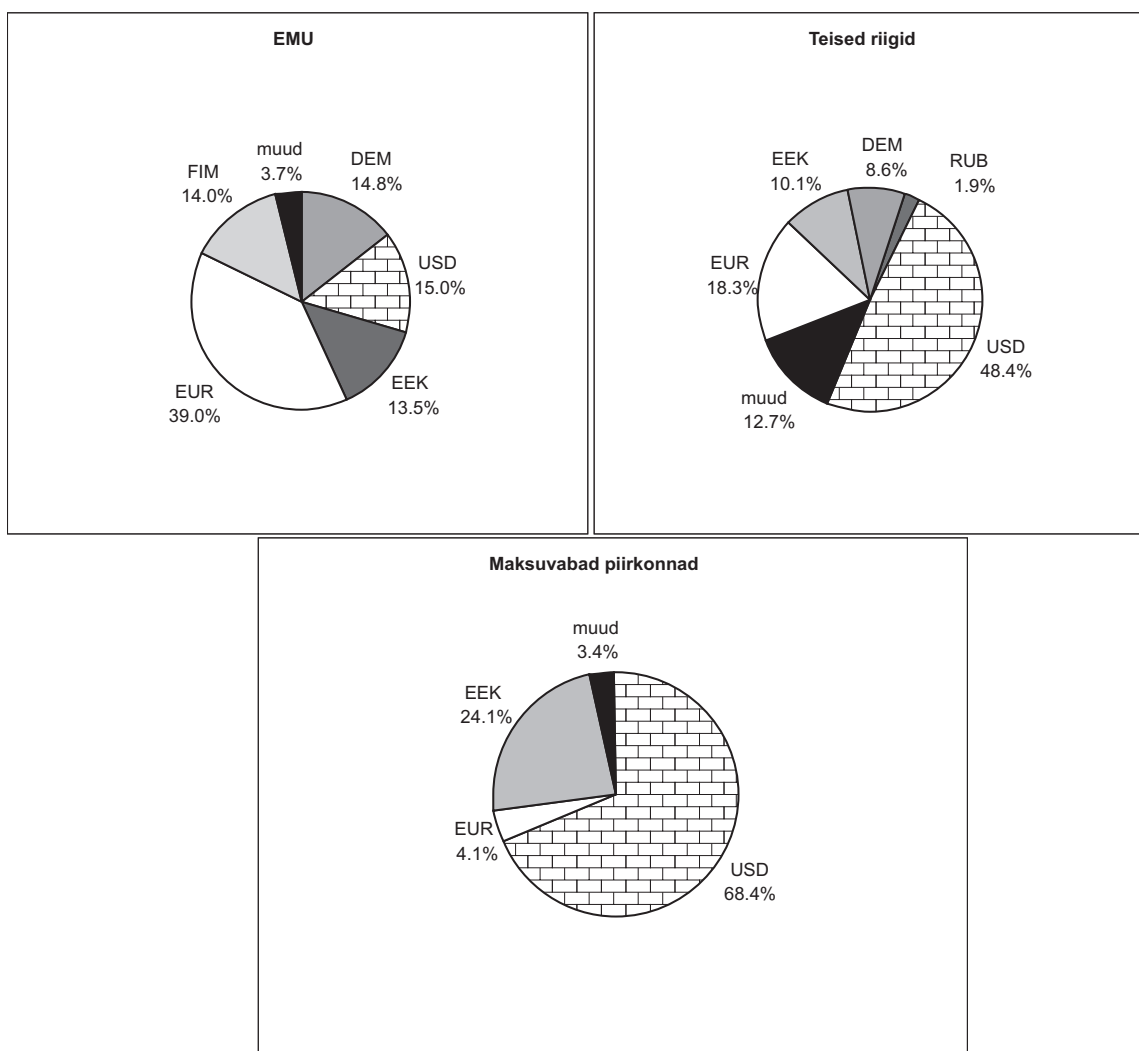 EMU
muud
3.7%
DEM
14.8%
FIM
14.0%
USD
15.0%
EEK
13.5%
EUR
39.0%
Teised riigid
DEM
8.6%
RUB
1.9%
EEK
10.1%
EUR
18.3%
USD
48.4%
muud
12.7%
Maksuvabad piirkonnad
muud
3.4%
EEK
24.1%
EUR
4.1%
USD
68.4%